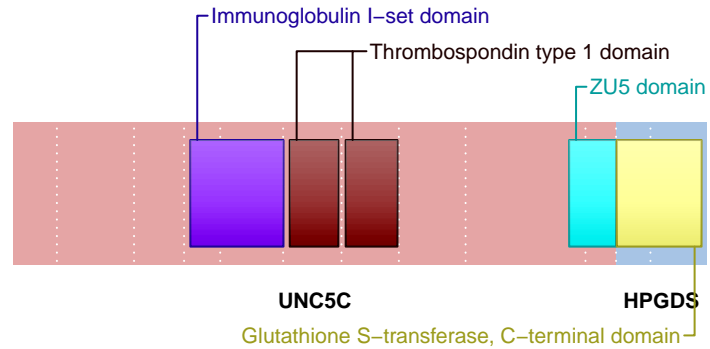 Immunoglobulin I−set domain
Thrombospondin type 1 domain
ZU5 domain
UNC5C
HPGDS
Glutathione S−transferase, C−terminal domain